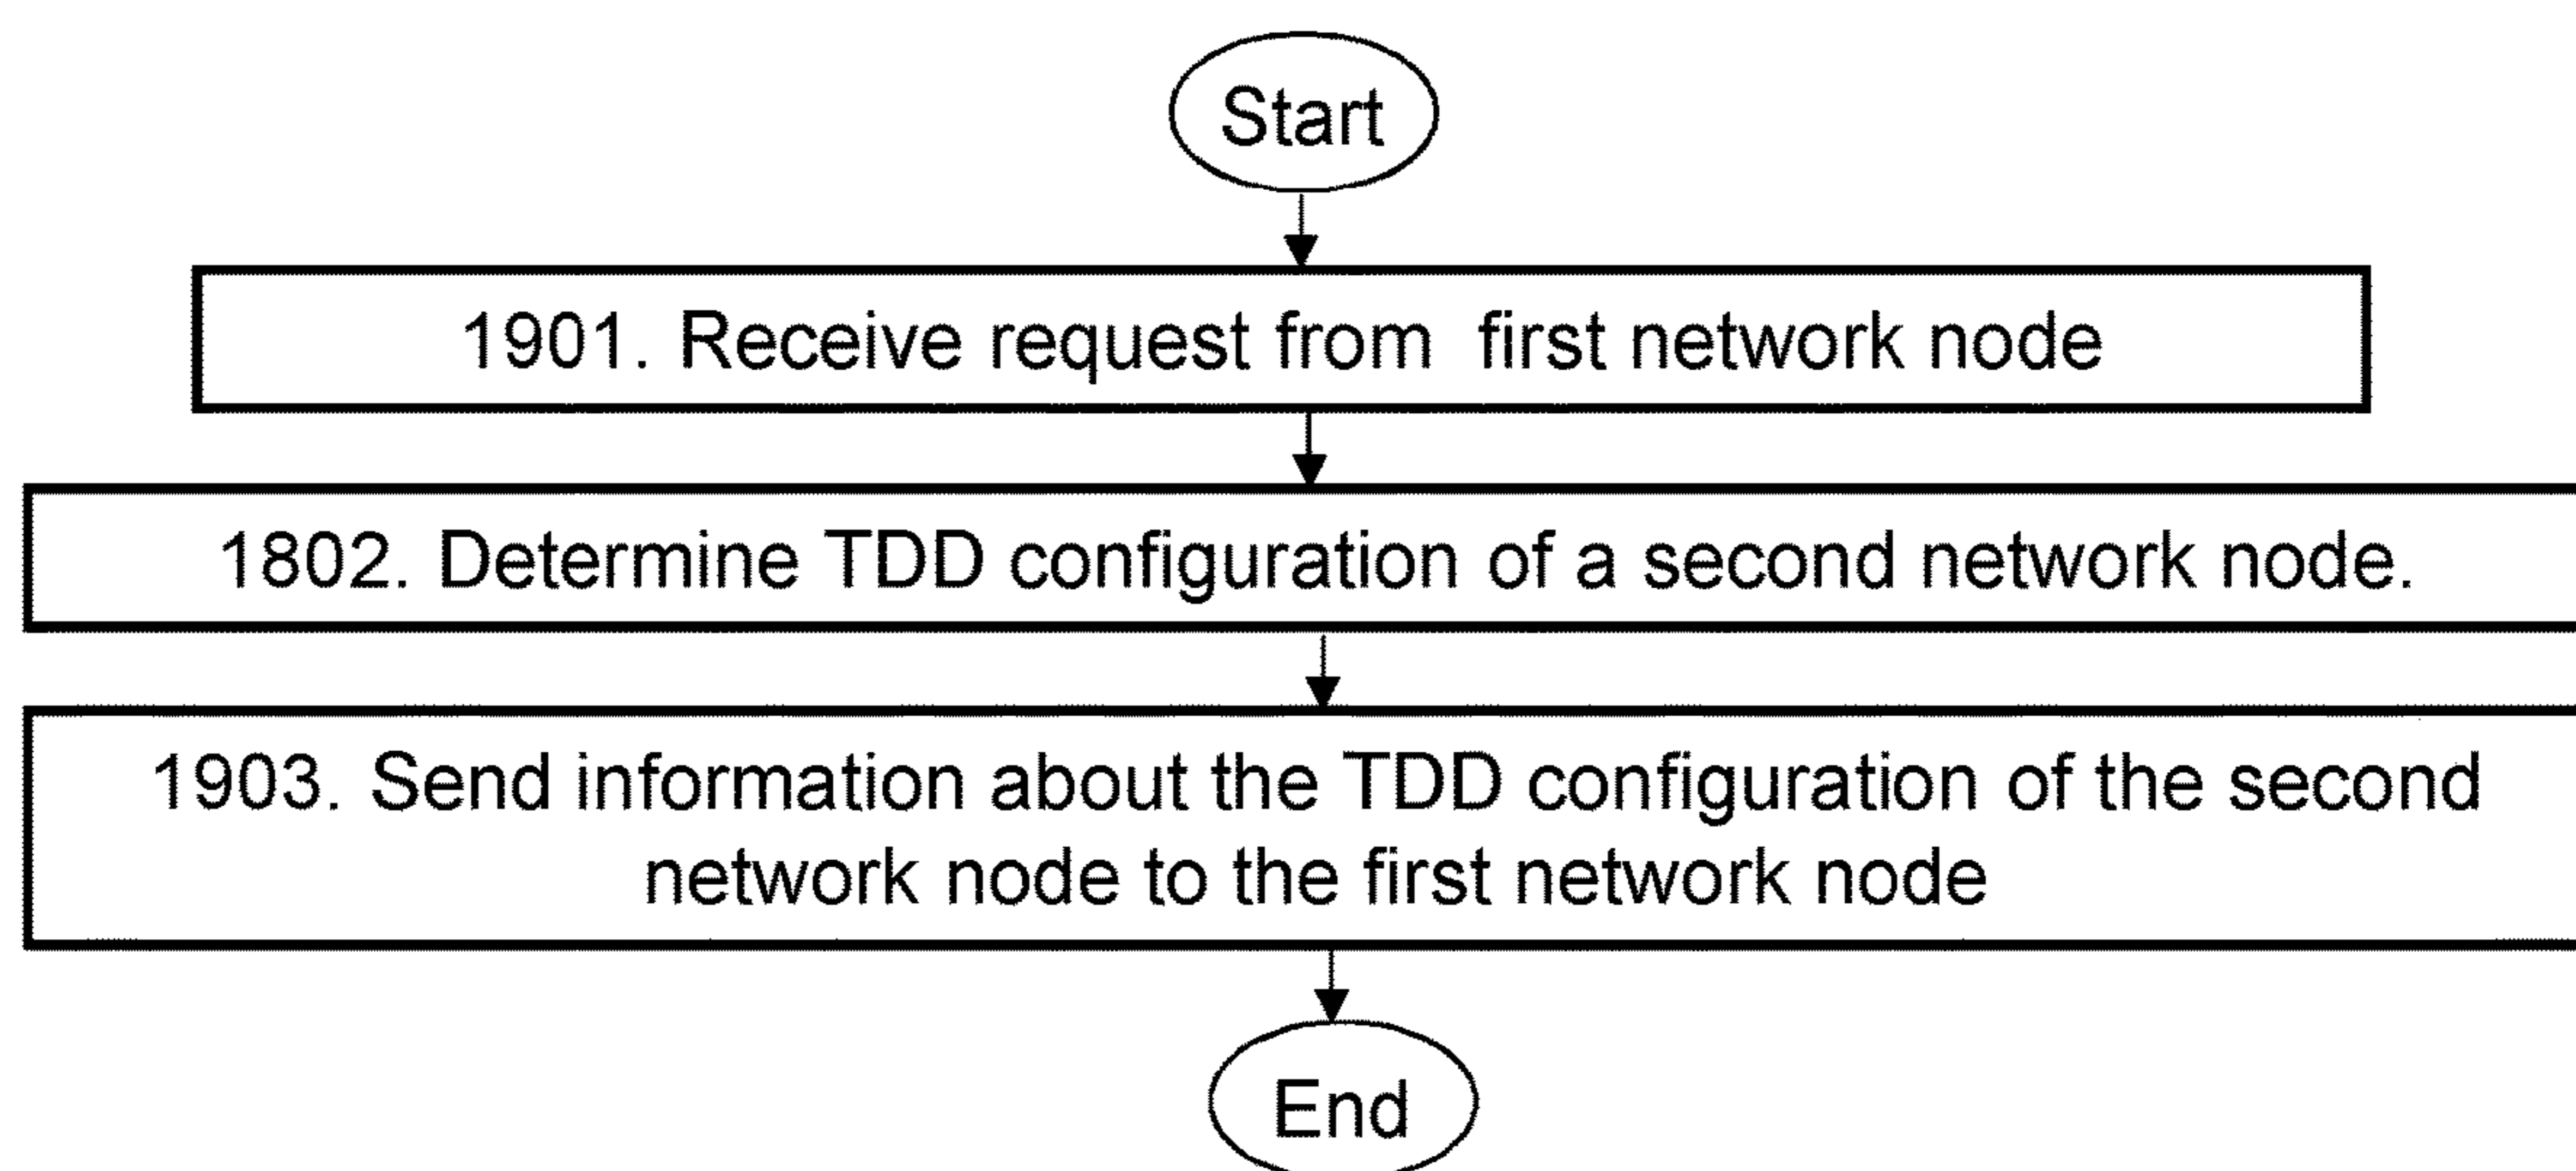 Start
1901. Receive request from first network node
1802. Determine TDD configuration of a second network node.
1903. Send information about the TDD configuration of the second
network node to the first network node
End